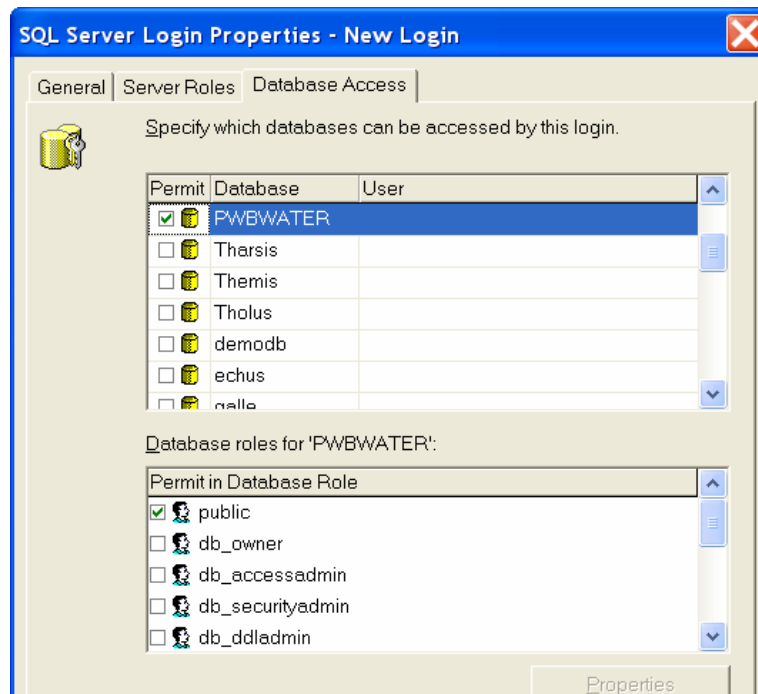 SQL Server Login Properties - New Login
General Server Roles Database Access
Specify which databases can be accessed by this login.
Permit Database User
PWBWATER
Tharsis
Themis
Tholus
demodb
echus
galle
Database roles for 'PWBWATER':
Permit in Database Role
public
db_owner
db_accessadmin
db_securityadmin
db_ddladmin
Properties